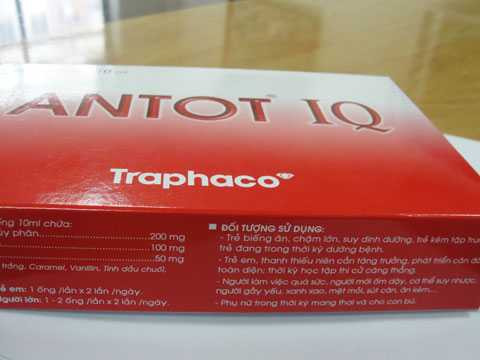 ANTOT® IQ
Traphaco
ống 10ml chứa:
ủy phân 200 mg
100 mg
50 mg
trắng, Caramel, Vanilin, Tinh dầu chuối.
rẻ em: 1 ống /lần x 2 lần /ngày.
gười lớn: 1 - 2 ống /lần x 2 lần /ngày.
ĐỐI TƯỢNG SỬ DỤNG:
- Trẻ biếng ăn, chậm lớn, suy dinh dưỡng, trẻ kém tập trun
trẻ đang trong thời kỳ dưỡng bệnh.
- Trẻ em, thanh thiếu niên cần tăng trưởng, phát triển cân đố
toàn diện; thời kỳ học tập thi cử căng thẳng.
- Người làm việc quá sức, người mới ốm dậy, cơ thể suy nhược,
người gầy yếu, xanh xao, mệt mỏi, sút cân, ăn kém,...
- Phụ nữ trong thời kỳ mang thai và cho con bú.